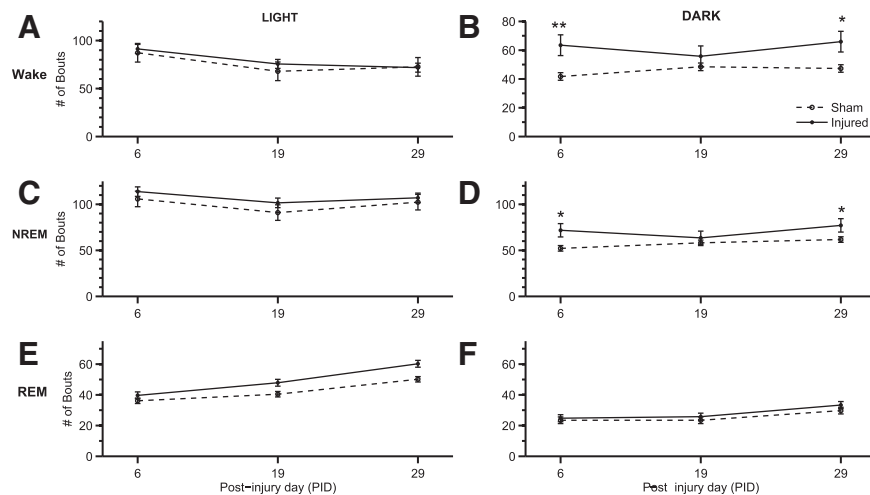 A
LIGHT
B
DARK
Wake
# of Bouts
100
50
0
6
19
29
80
60
40
20
0
**
*
Sham
Injured
6
19
29
C
D
NREM
# of Bouts
100
50
0
6
19
29
100
50
0
*
*
6
19
29
E
F
REM
# of Bouts
60
40
20
0
6
19
29
Post-injury day (PID)
60
40
20
0
6
19
29
Post injury day (PID)